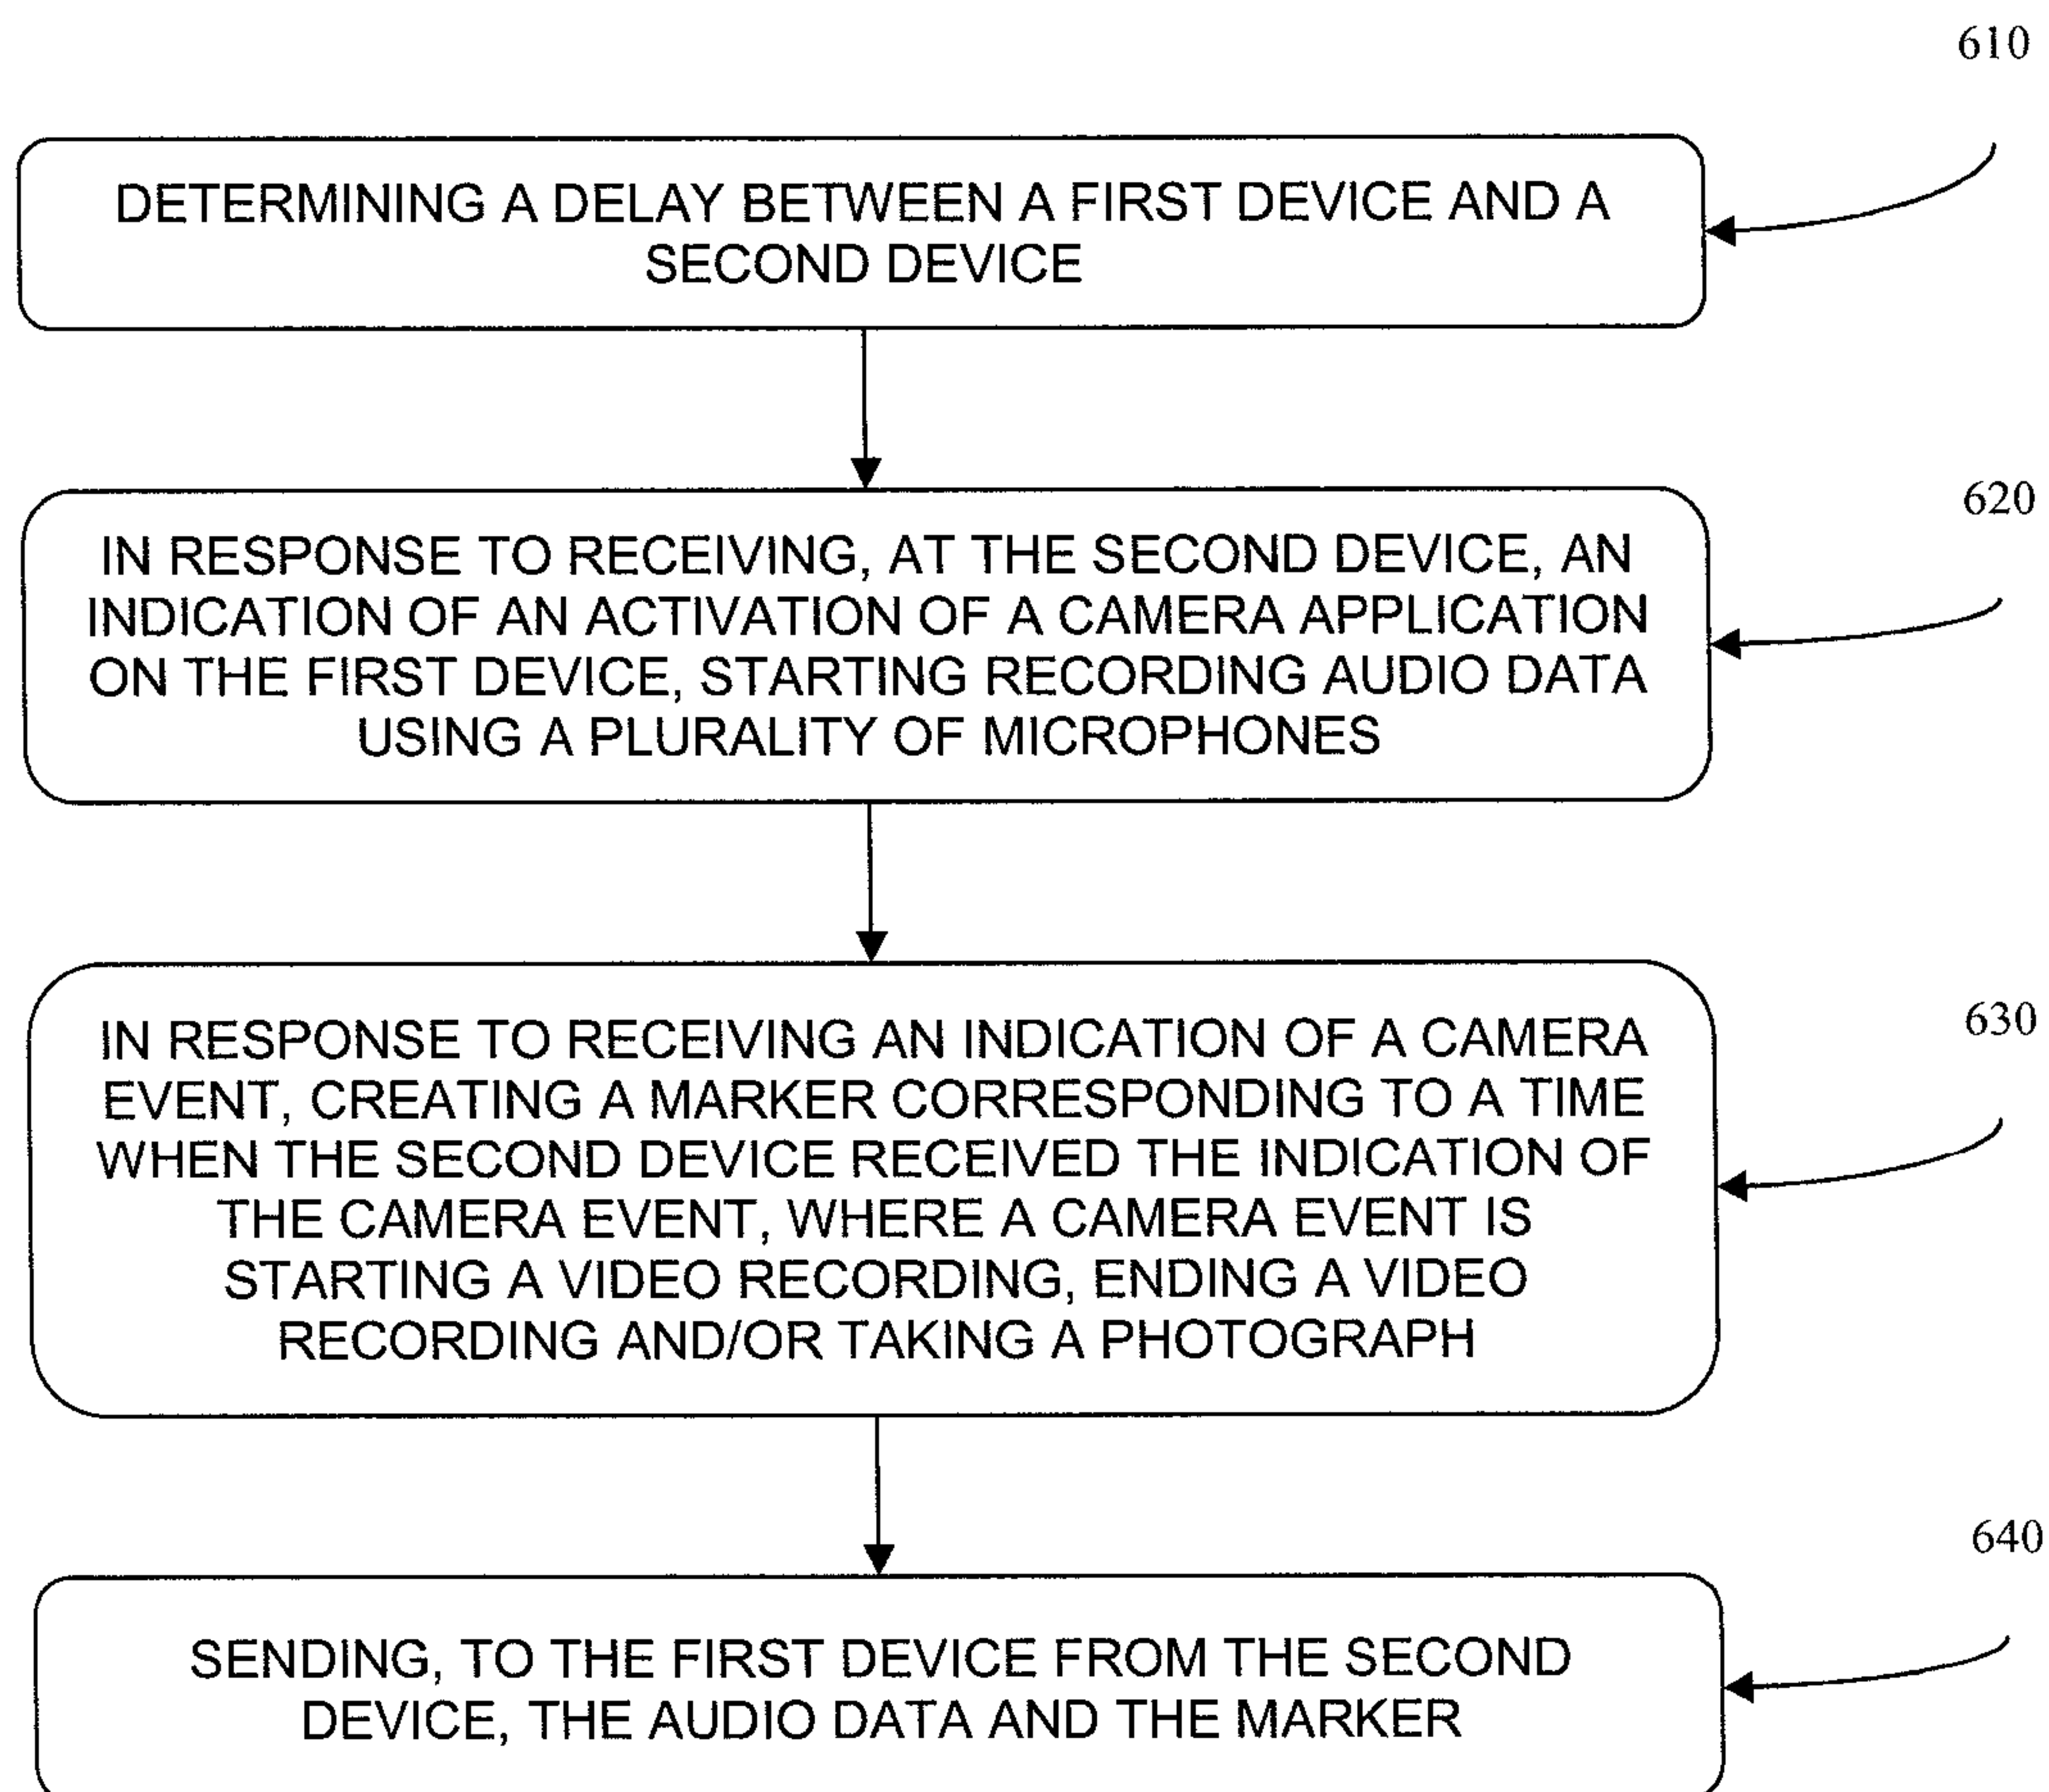 610
DETERMINING A DELAY BETWEEN A FIRST DEVICE AND A
SECOND DEVICE
620
IN RESPONSE TO RECEIVING, AT THE SECOND DEVICE, AN
INDICATION OF AN ACTIVATION OF A CAMERA APPLICATION
ON THE FIRST DEVICE, STARTING RECORDING AUDIO DATA
USING A PLURALITY OF MICROPHONES
630
IN RESPONSE TO RECEIVING AN INDICATION OF A CAMERA
EVENT, CREATING A MARKER CORRESPONDING TO A TIME
WHEN THE SECOND DEVICE RECEIVED THE INDICATION OF
THE CAMERA EVENT, WHERE A CAMERA EVENT IS
STARTING A VIDEO RECORDING, ENDING A VIDEO
RECORDING AND/OR TAKING A PHOTOGRAPH
640
SENDING, TO THE FIRST DEVICE FROM THE SECOND
DEVICE, THE AUDIO DATA AND THE MARKER